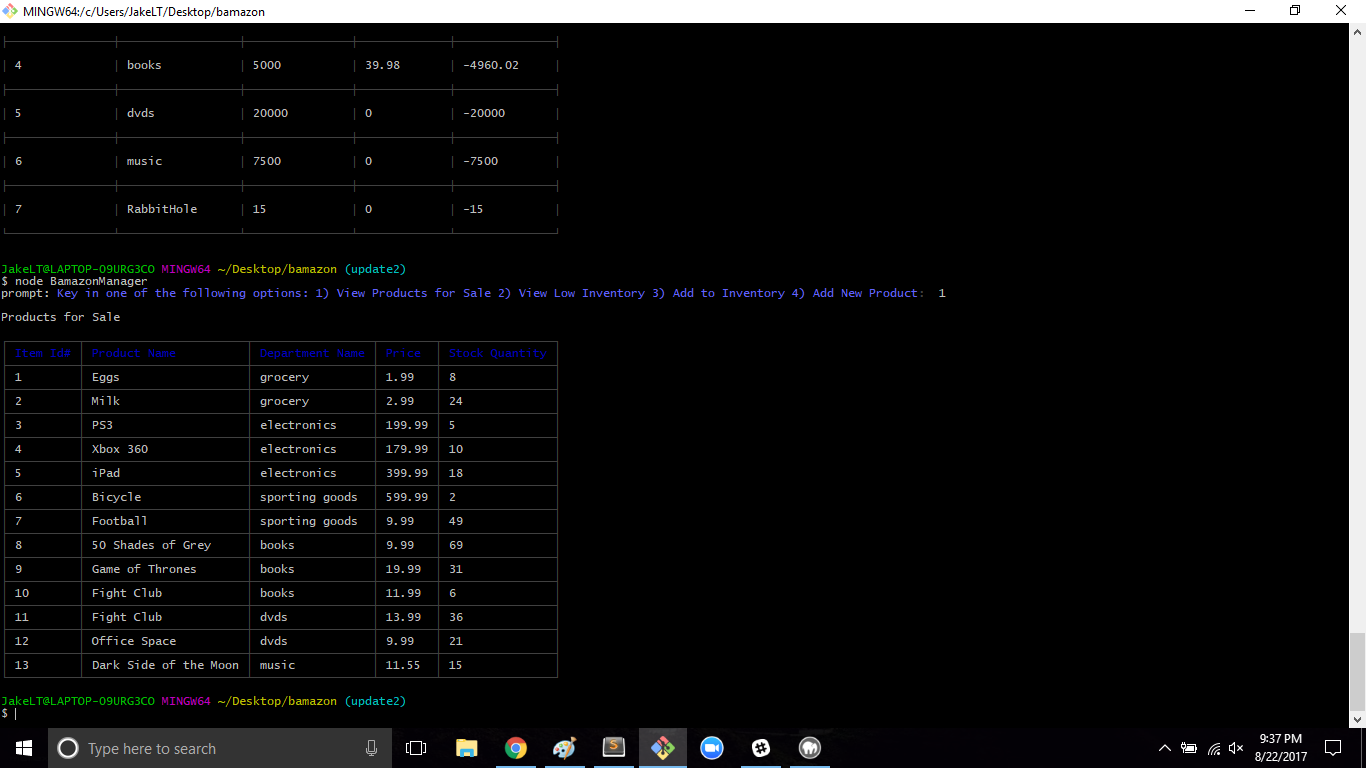 MINGW64:/c/Users/JakeLT/Desktop/bamazon
4 books 5000 39.98 -4960.02
5 dvds 20000 0 -20000
6 music 7500 0 -7500
7 RabbitHole 15 0 -15
JakeLT@LAPTOP-O9URG3CO MINGW64 ~/Desktop/bamazon (update2)
$ node BamazonManager
prompt: Key in one of the following options: 1) View Products for Sale 2) View Low Inventory 3) Add to Inventory 4) Add New Product: 1
Products for Sale
Item Id# Product Name Department Name Price Stock Quantity
1 Eggs grocery 1.99 8
2 Milk grocery 2.99 24
3 PS3 electronics 199.99 5
4 Xbox 360 electronics 179.99 10
5 iPad electronics 399.99 18
6 Bicycle sporting goods 599.99 2
7 Football sporting goods 9.99 49
8 50 Shades of Grey books 9.99 69
9 Game of Thrones books 19.99 31
10 Fight Club books 11.99 6
11 Fight Club dvds 13.99 36
12 Office Space dvds 9.99 21
13 Dark Side of the Moon music 11.55 15
JakeLT@LAPTOP-O9URG3CO MINGW64 ~/Desktop/bamazon (update2)
$
Type here to search
9:37 PM
8/22/2017